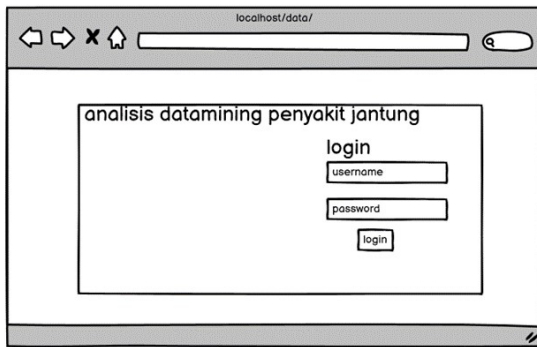 localhost/data/
analisis datamining penyakit jantung
login
username
password
login